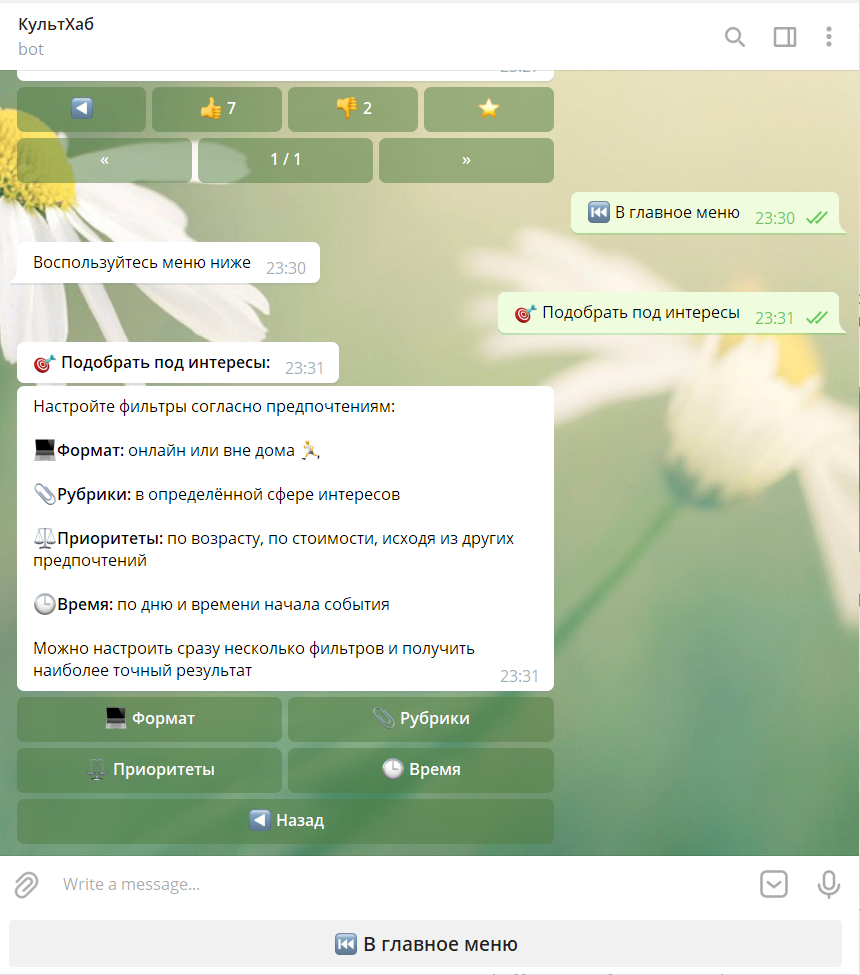 КультХаб
bot
7
2
«
1 / 1
»
В главное меню 23:30
Воспользуйтесь меню ниже 23:30
Подобрать под интересы 23:31
Подобрать под интересы: 23:31
Настройте фильтры согласно предпочтениям:
Формат: онлайн или вне дома ,
Рубрики: в определённой сфере интересов
Приоритеты: по возрасту, по стоимости, исходя из других
предпочтений
Время: по дню и времени начала события
Можно настроить сразу несколько фильтров и получить
наиболее точный результат
23:31
Формат
Рубрики
Приоритеты
Время
Назад
Write a message...
В главное меню